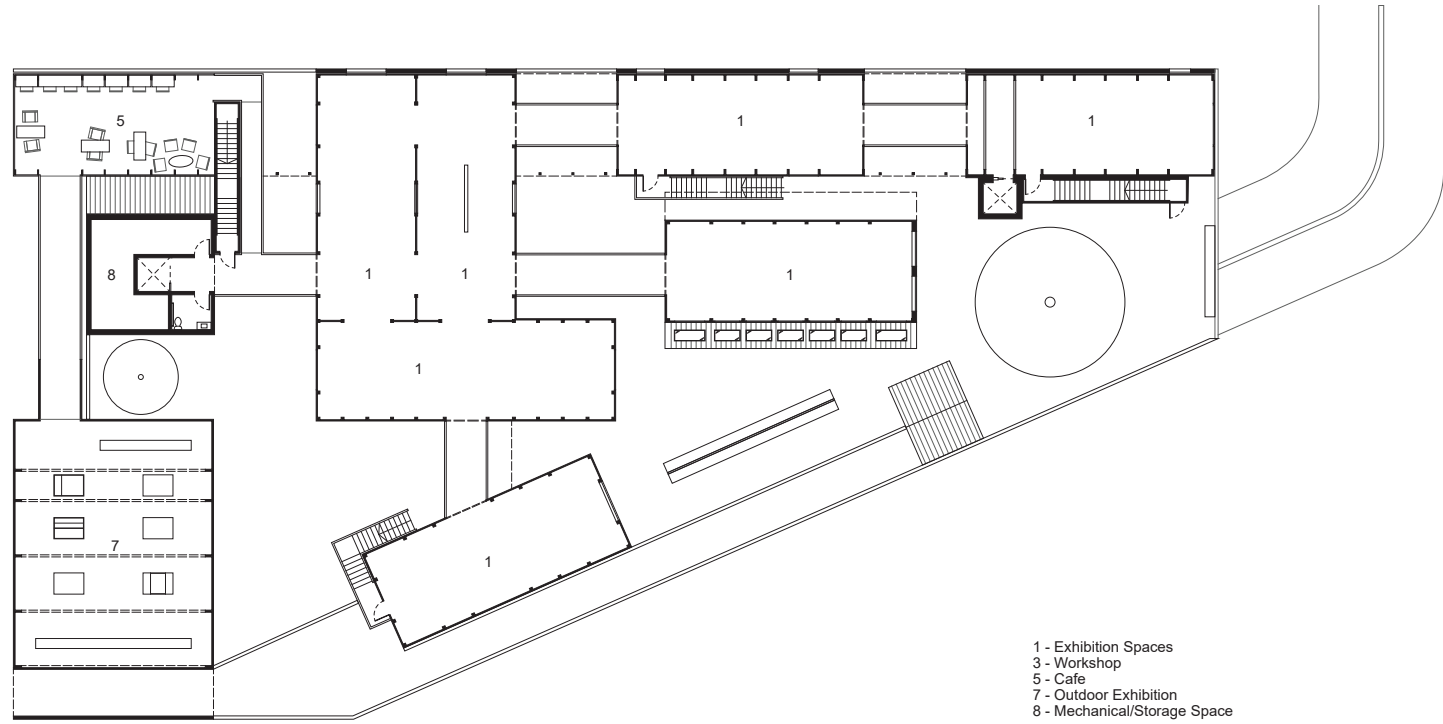 5
1
1
8
1
1
1
1
1
7
1 - Exhibition Spaces
3 - Workshop
5 - Cafe
7 - Outdoor Exhibition
8 - Mechanical/Storage Space